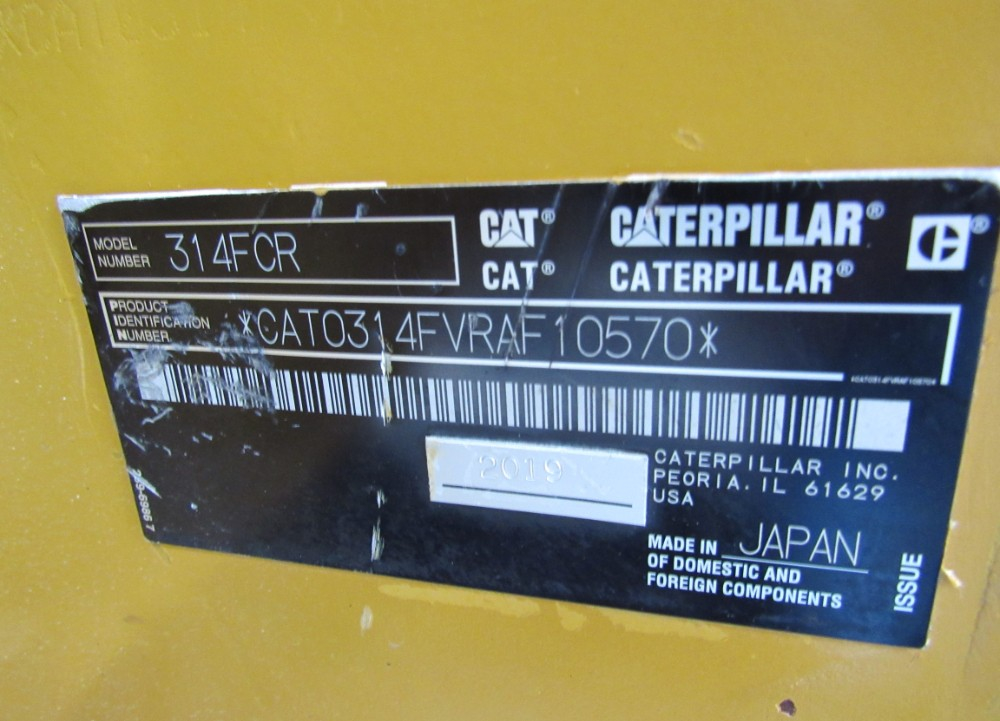 MODEL NUMBER 314FCR
CAT® CATERPILLAR®
CAT® CATERPILLAR®
PRODUCT IDENTIFICATION NUMBER *CAT0314FVRAF10570*
*CAT0314FVRAF10570*
2019
CATERPILLAR INC.
PEORIA, IL 61629
USA
MADE IN JAPAN
OF DOMESTIC AND
FOREIGN COMPONENTS
ISSUE